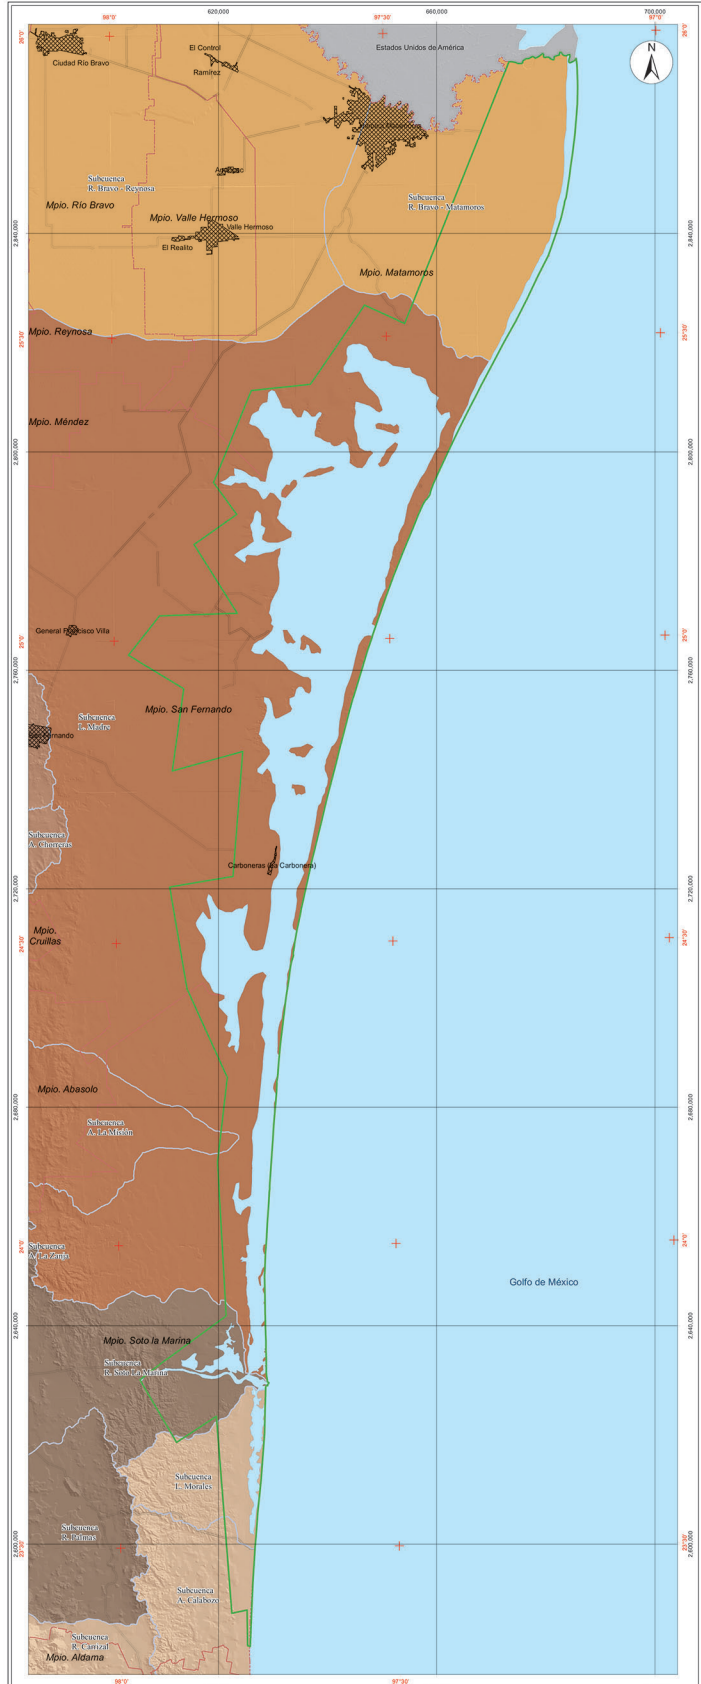 98°0'
620,000
97°30'
660,000
700,000
97°0'
26°0'
26°0'
N
El Control
Ramírez
Estados Unidos de América
Ciudad Río Bravo
Subcuenca
R. Bravo - Reynosa
Mpio. Río Bravo
Mpio. Valle Hermoso
Valle Hermoso
El Realito
Subcuenca
R. Bravo - Matamoros
2,840,000
2,840,000
Mpio. Matamoros
Mpio. Reynosa
25°30'
25°30'
Mpio. Méndez
2,800,000
2,800,000
General Francisco Villa
25°0'
25°0'
2,760,000
2,760,000
Mpio. San Fernando
Subcuenca
L. Madre
Subcuenca
A. Chorreras
Carboneras (La Carbonera)
2,720,000
2,720,000
Mpio.
Cruillas
24°30'
24°30'
Mpio. Abasolo
2,680,000
2,680,000
Subcuenca
A. La Misión
Subcuenca
A. La Zanja
24°0'
24°0'
Golfo de México
2,640,000
2,640,000
Mpio. Soto la Marina
Subcuenca
R. Soto La Marina
Subcuenca
L. Morales
Subcuenca
R. Palmas
23°30'
2,600,000
2,600,000
23°30'
Subcuenca
A. Calabozo
Subcuenca
R. Carrizal
Mpio. Aldama
98°0'
97°30'